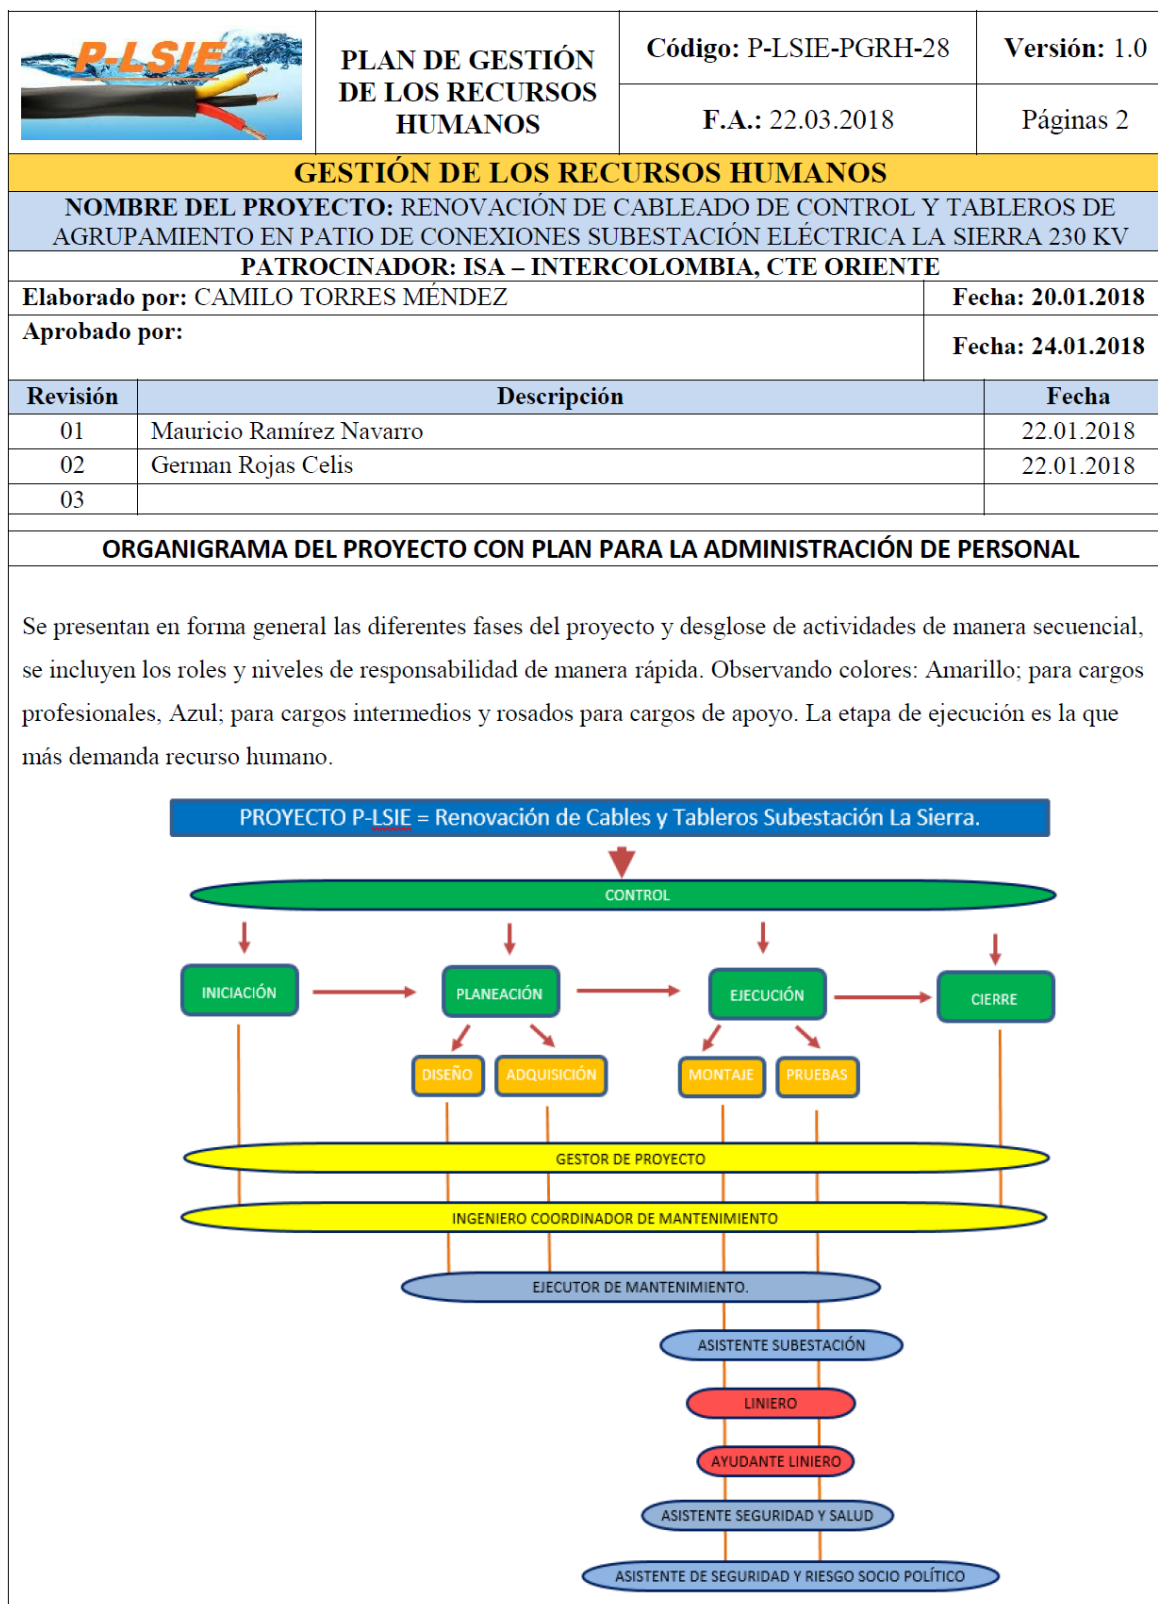 P-LSIE
PLAN DE GESTIÓN
DE LOS RECURSOS
HUMANOS
Código: P-LSIE-PGRH-28
Versión: 1.0
F.A.: 22.03.2018
Páginas 2
GESTIÓN DE LOS RECURSOS HUMANOS
NOMBRE DEL PROYECTO: RENOVACIÓN DE CABLEADO DE CONTROL Y TABLEROS DE
AGRUPAMIENTO EN PATIO DE CONEXIONES SUBESTACIÓN ELÉCTRICA LA SIERRA 230 KV
PATROCINADOR: ISA – INTERCOLOMBIA, CTE ORIENTE
Elaborado por: CAMILO TORRES MÉNDEZ
Fecha: 20.01.2018
Aprobado por:
Fecha: 24.01.2018
Revisión Descripción Fecha
01 Mauricio Ramírez Navarro 22.01.2018
02 German Rojas Celis 22.01.2018
03
ORGANIGRAMA DEL PROYECTO CON PLAN PARA LA ADMINISTRACIÓN DE PERSONAL
Se presentan en forma general las diferentes fases del proyecto y desglose de actividades de manera secuencial,
se incluyen los roles y niveles de responsabilidad de manera rápida. Observando colores: Amarillo; para cargos
profesionales, Azul; para cargos intermedios y rosados para cargos de apoyo. La etapa de ejecución es la que
más demanda recurso humano.
PROYECTO P-LSIE = Renovación de Cables y Tableros Subestación La Sierra.
CONTROL
INICIACIÓN
PLANEACIÓN
EJECUCIÓN
CIERRE
DISEÑO
ADQUISICIÓN
MONTAJE
PRUEBAS
GESTOR DE PROYECTO
INGENIERO COORDINADOR DE MANTENIMIENTO
EJECUTOR DE MANTENIMIENTO.
ASISTENTE SUBESTACIÓN
LINIERO
AYUDANTE LINIERO
ASISTENTE SEGURIDAD Y SALUD
ASISTENTE DE SEGURIDAD Y RIESGO SOCIO POLÍTICO